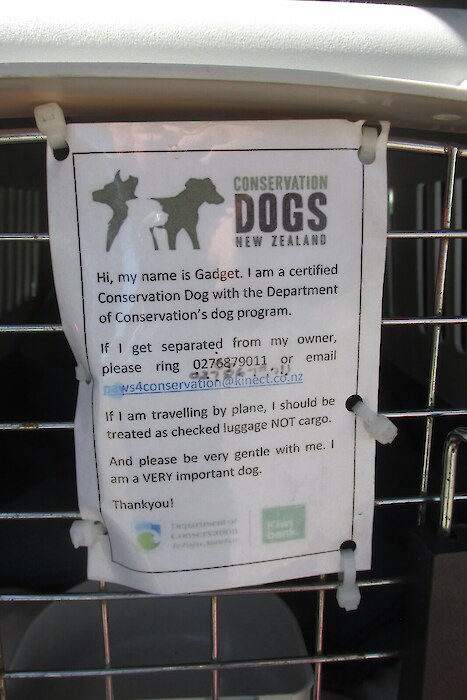 CONSERVATION
DOGS
NEW ZEALAND
Hi, my name is Gadget. I am a certified
Conservation Dog with the Department
of Conservation's dog program.
If I get separated from my owner,
please ring 0276879011 or email
paws4conservation@kinect.co.nz
If I am travelling by plane, I should be
treated as checked luggage NOT cargo.
And please be very gentle with me. I
am a VERY important dog.
Thankyou!
Department of
Conservation
Te Papa Atawhai
Kiwi
bank